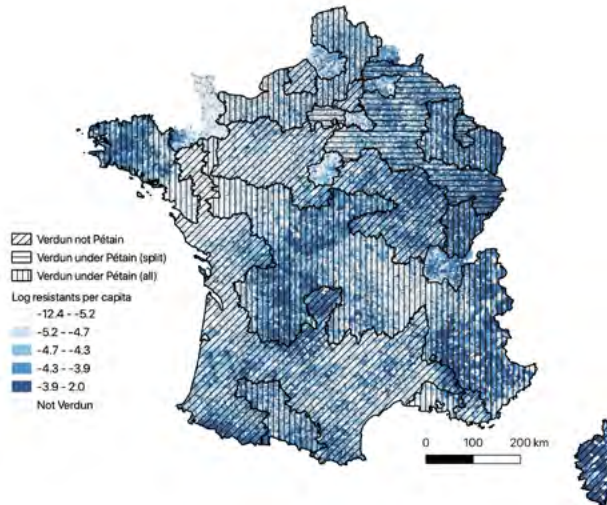 Verdun not Pétain
Verdun under Pétain (split)
Verdun under Pétain (all)
Log resistants per capita
-12.4 - -5.2
-5.2 - -4.7
-4.7 - -4.3
-4.3 - -3.9
-3.9 - 2.0
Not Verdun
0 100 200 km